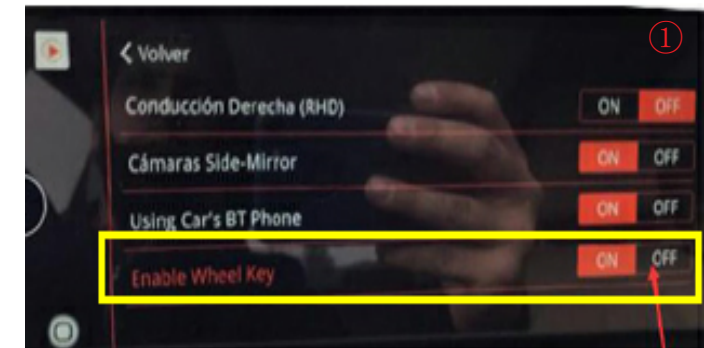 ①
< Volver
Conducción Derecha (RHD) ON OFF
Cámaras Side-Mirror ON OFF
Using Car's BT Phone ON OFF
Enable Wheel Key ON OFF